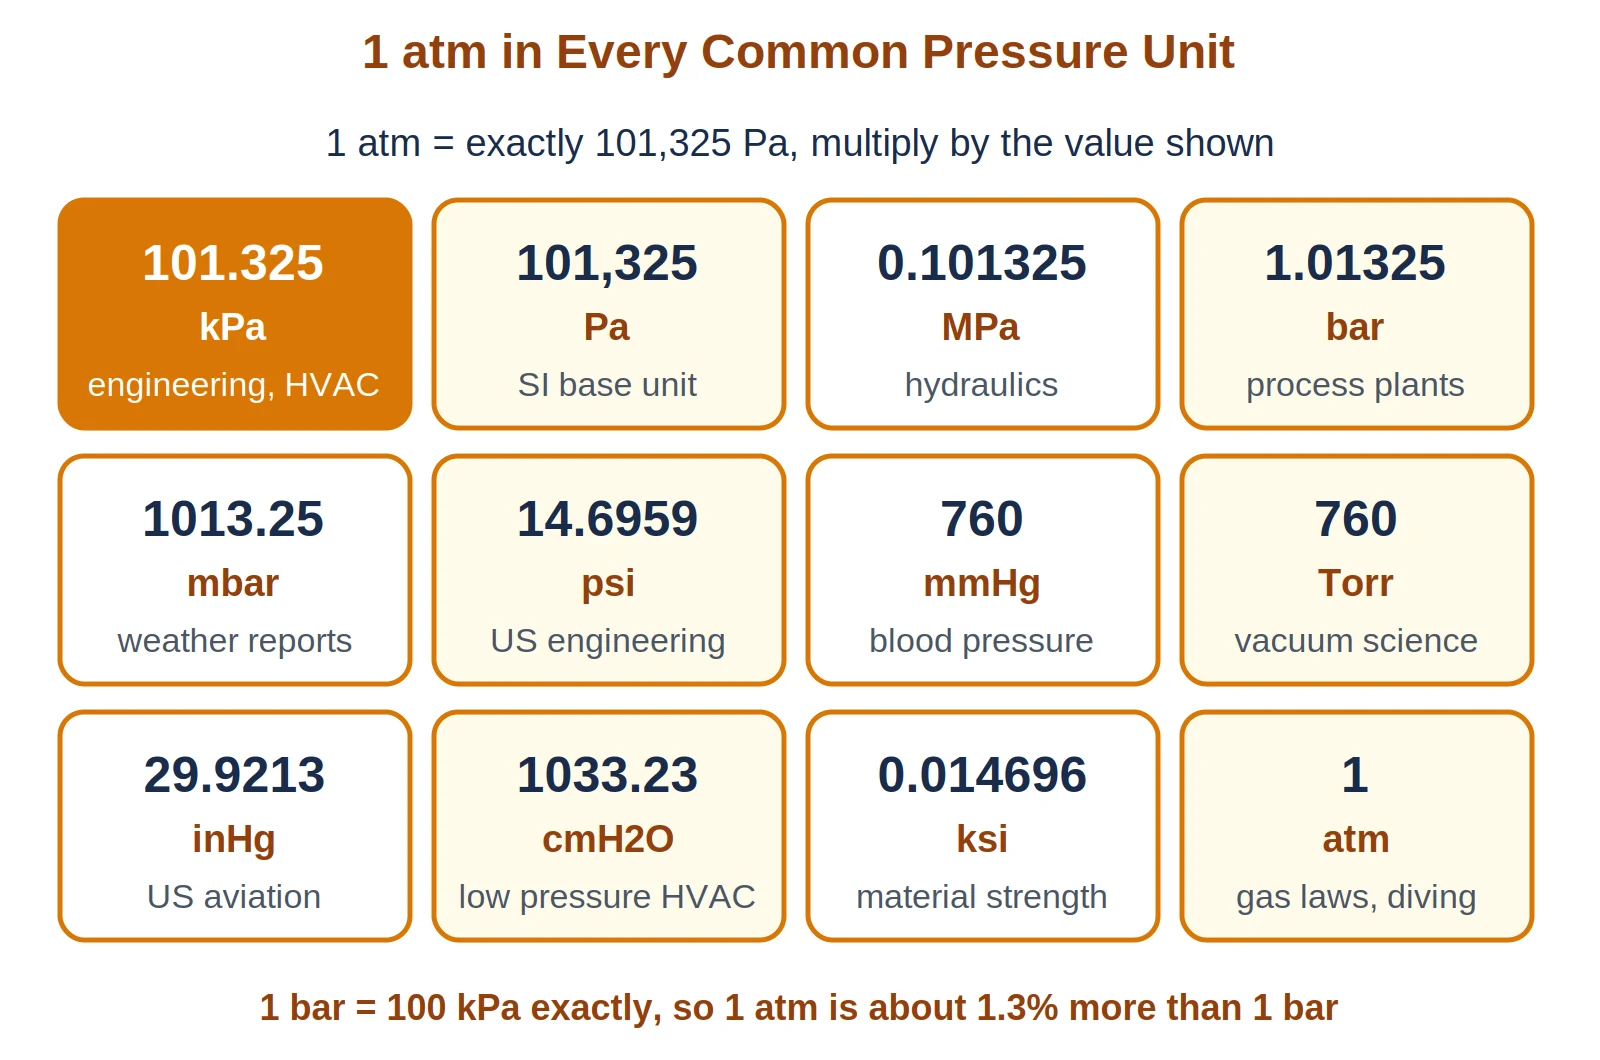 1 atm in Every Common Pressure Unit
1 atm = exactly 101,325 Pa, multiply by the value shown
101.325
kPa
engineering, HVAC
101,325
Pa
SI base unit
0.101325
MPa
hydraulics
1.01325
bar
process plants
1013.25
mbar
weather reports
14.6959
psi
US engineering
760
mmHg
blood pressure
760
Torr
vacuum science
29.9213
inHg
US aviation
1033.23
cmH2O
low pressure HVAC
0.014696
ksi
material strength
1
atm
gas laws, diving
1 bar = 100 kPa exactly, so 1 atm is about 1.3% more than 1 bar